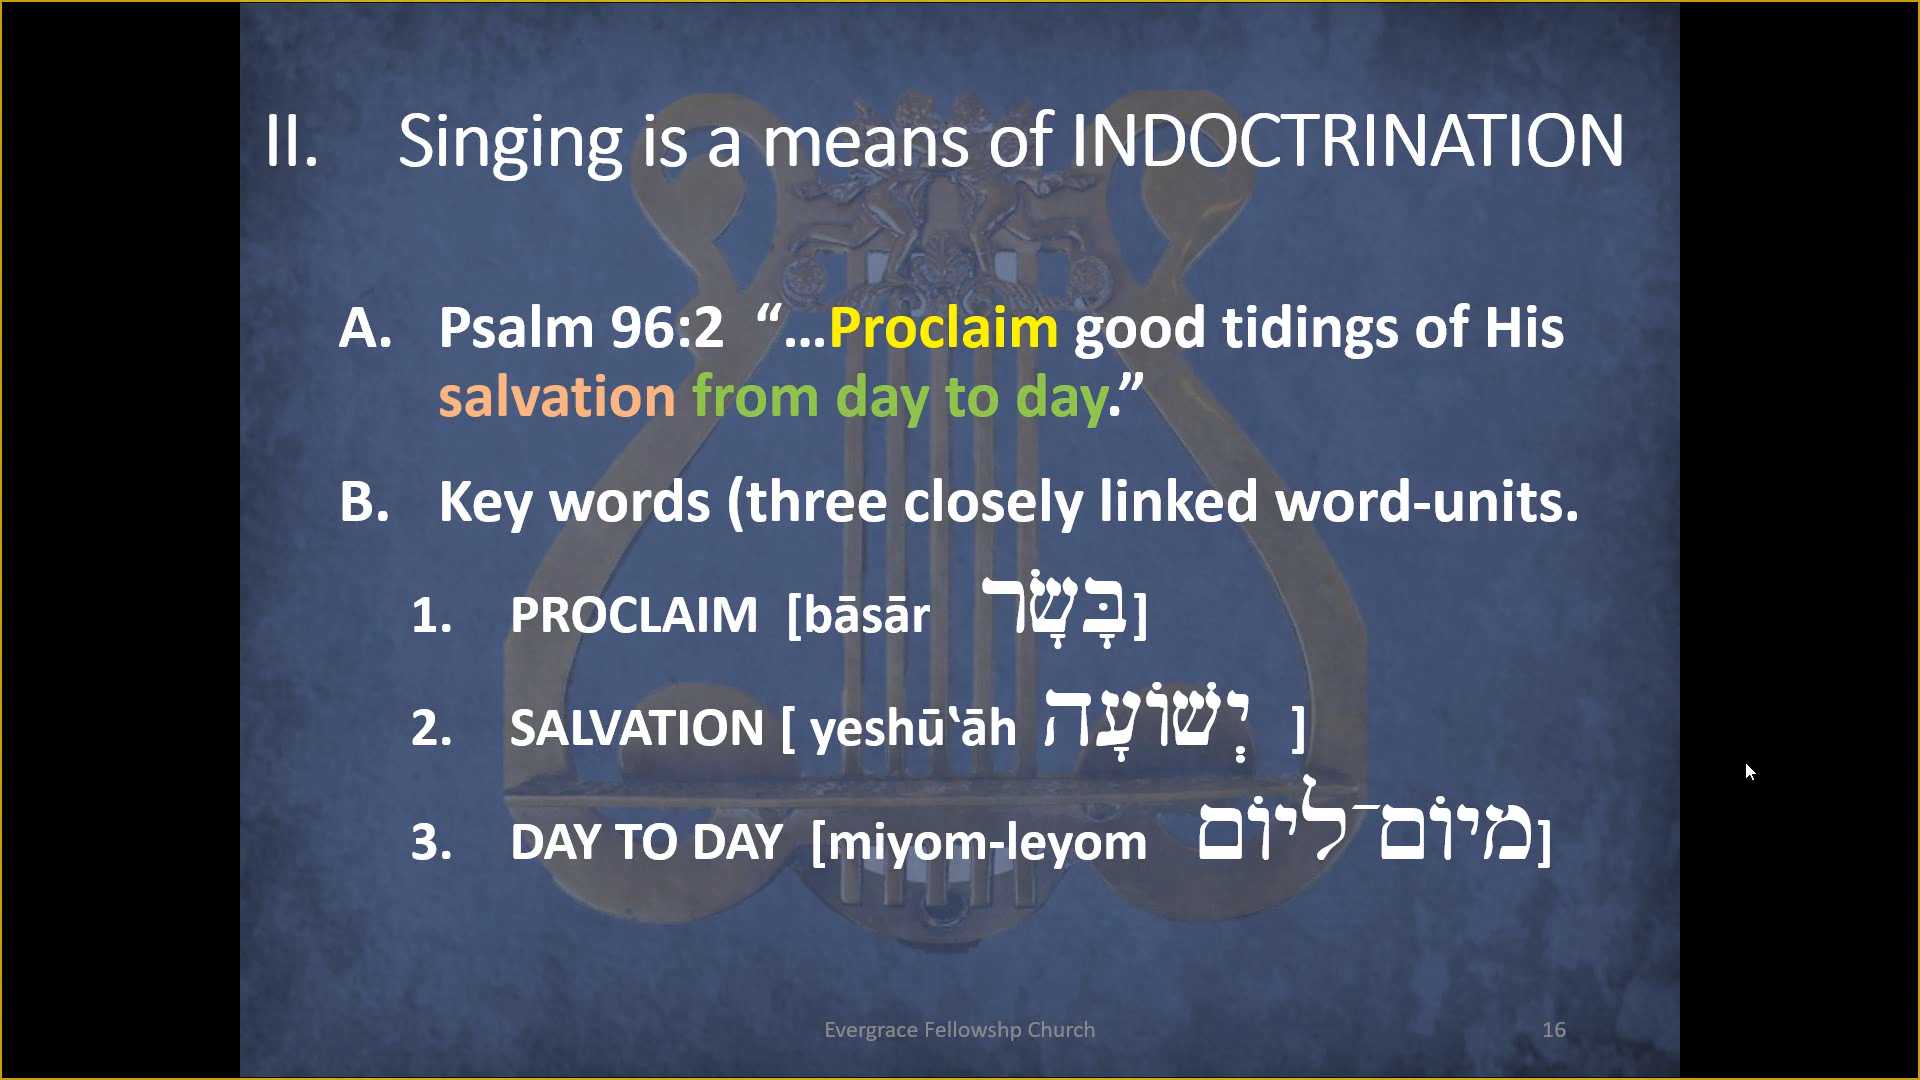 II. Singing is a means of INDOCTRINATION
A. Psalm 96:2 “…Proclaim good tidings of His
salvation from day to day.”
B. Key words (three closely linked word-units.
1. PROCLAIM [bāsār בָּשָׂר]
2. SALVATION [ yeshū‛āh יְשׁוֹעָה ]
3. DAY TO DAY [miyom-leyom מיוֹם־ליוֹם]
Evergrace Fellowshp Church
16